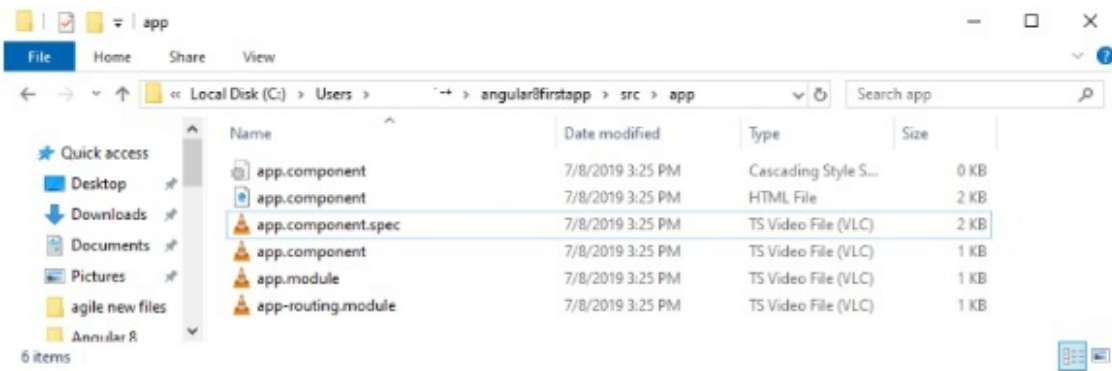 app
File Home Share View
« Local Disk (C:) > Users > > angular8firstapp > src > app
Search app
Name Date modified Type Size
Quick access
Desktop
Downloads
Documents
Pictures
agile new files
Angular 8
app.component 7/8/2019 3:25 PM Cascading Style S... 0 KB
app.component 7/8/2019 3:25 PM HTML File 2 KB
app.component.spec 7/8/2019 3:25 PM TS Video File (VLC) 2 KB
app.component 7/8/2019 3:25 PM TS Video File (VLC) 1 KB
app.module 7/8/2019 3:25 PM TS Video File (VLC) 1 KB
app-routing.module 7/8/2019 3:25 PM TS Video File (VLC) 1 KB
6 items